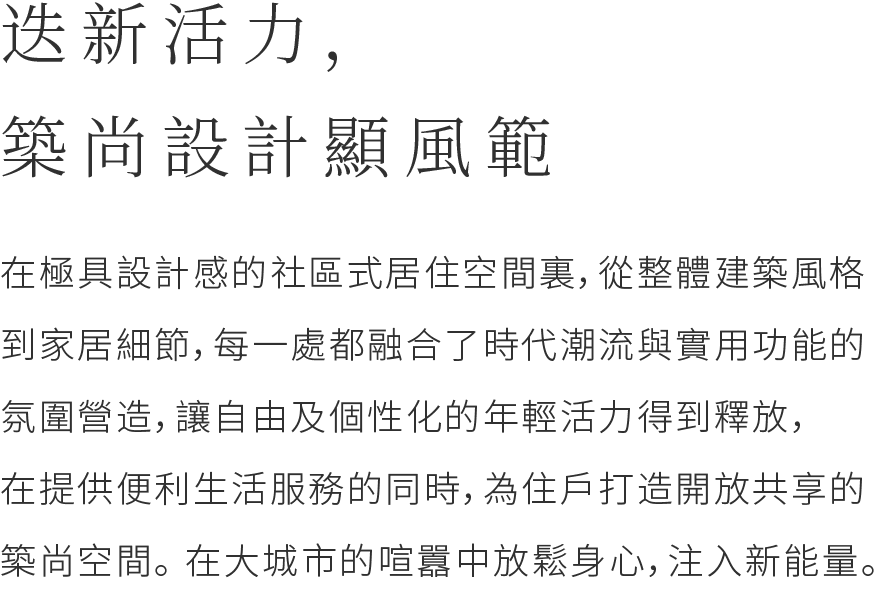 迭新活力,
築尚設計顯風範
在極具設計感的社區式居住空間裏,從整體建築風格
到家居細節,每一處都融合了時代潮流與實用功能的
氛圍營造,讓自由及個性化的年輕活力得到釋放,
在提供便利生活服務的同時,為住戶打造開放共享的
築尚空間。在大城市的喧囂中放鬆身心,注入新能量。